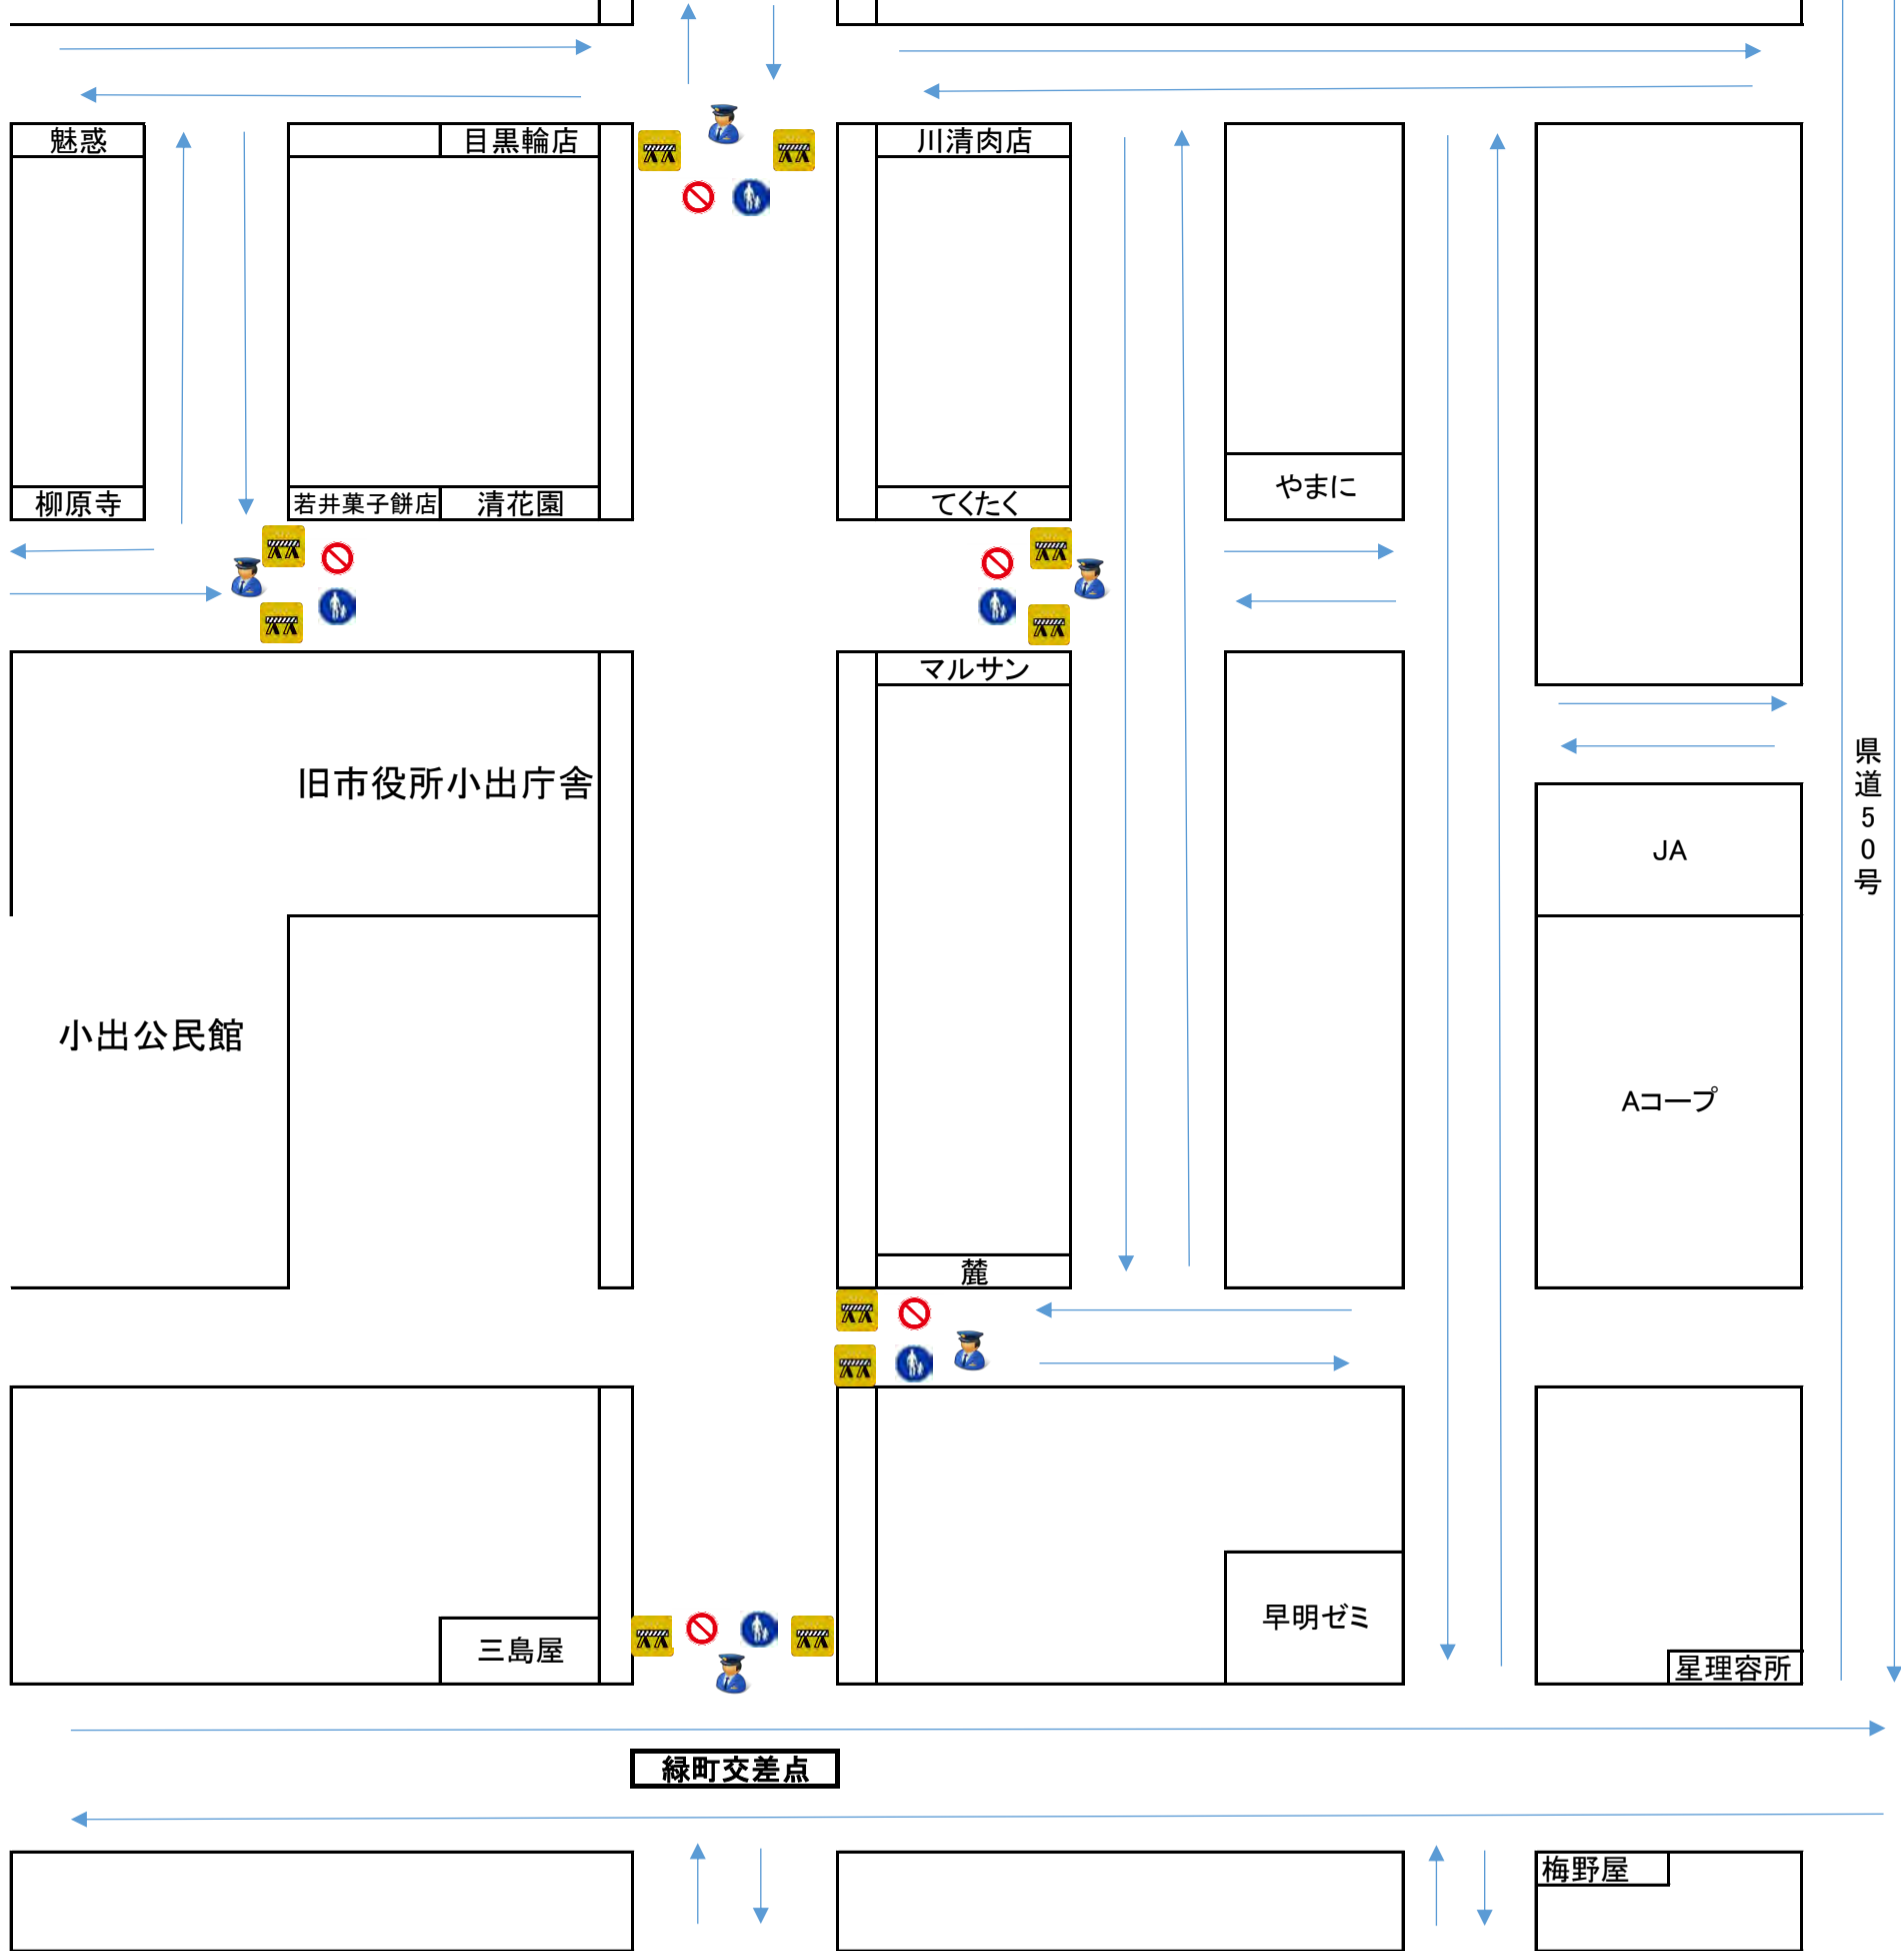 魅惑
目黒輪店
川清肉店
やまに
柳原寺
若井菓子餅店
清花園
てくたく
マルサン
旧市役所小出庁舎
県道50号
JA
小出公民館
Aコープ
麓
早明ゼミ
三島屋
星理容所
緑町交差点
梅野屋